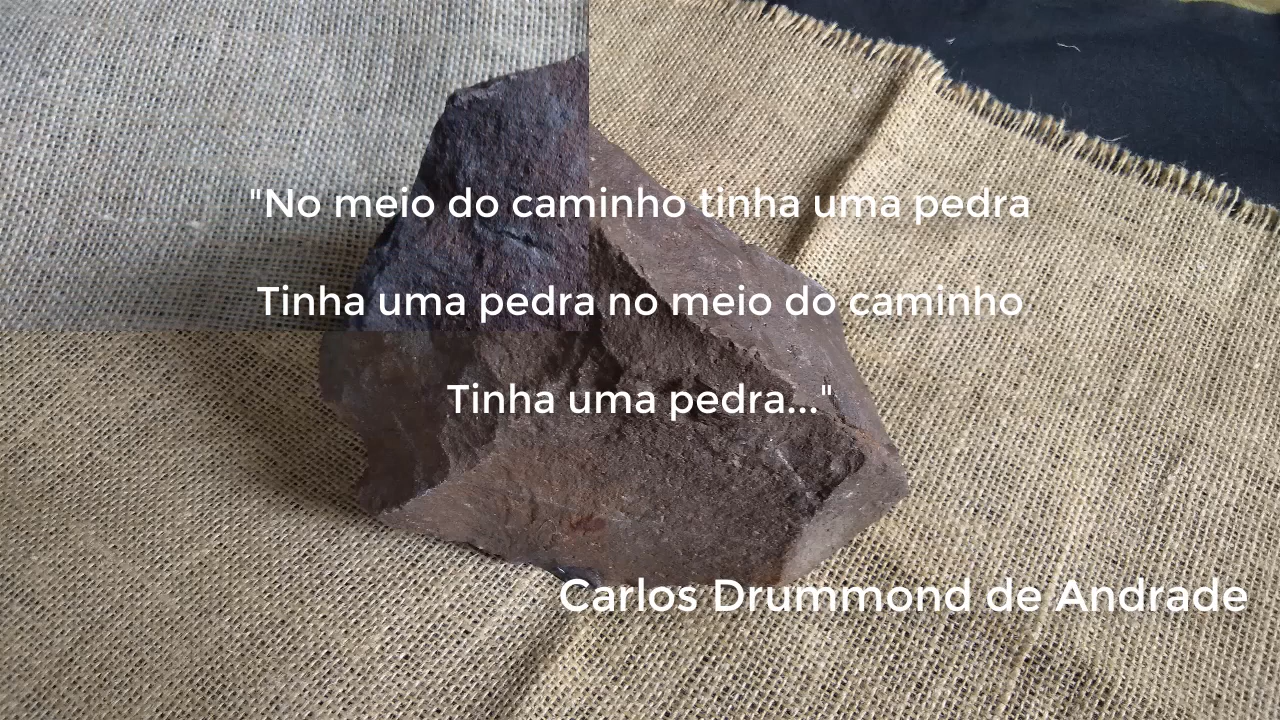 "No meio do caminho tinha uma pedra
Tinha uma pedra no meio do caminho
Tinha uma pedra..."
Carlos Drummond de Andrade